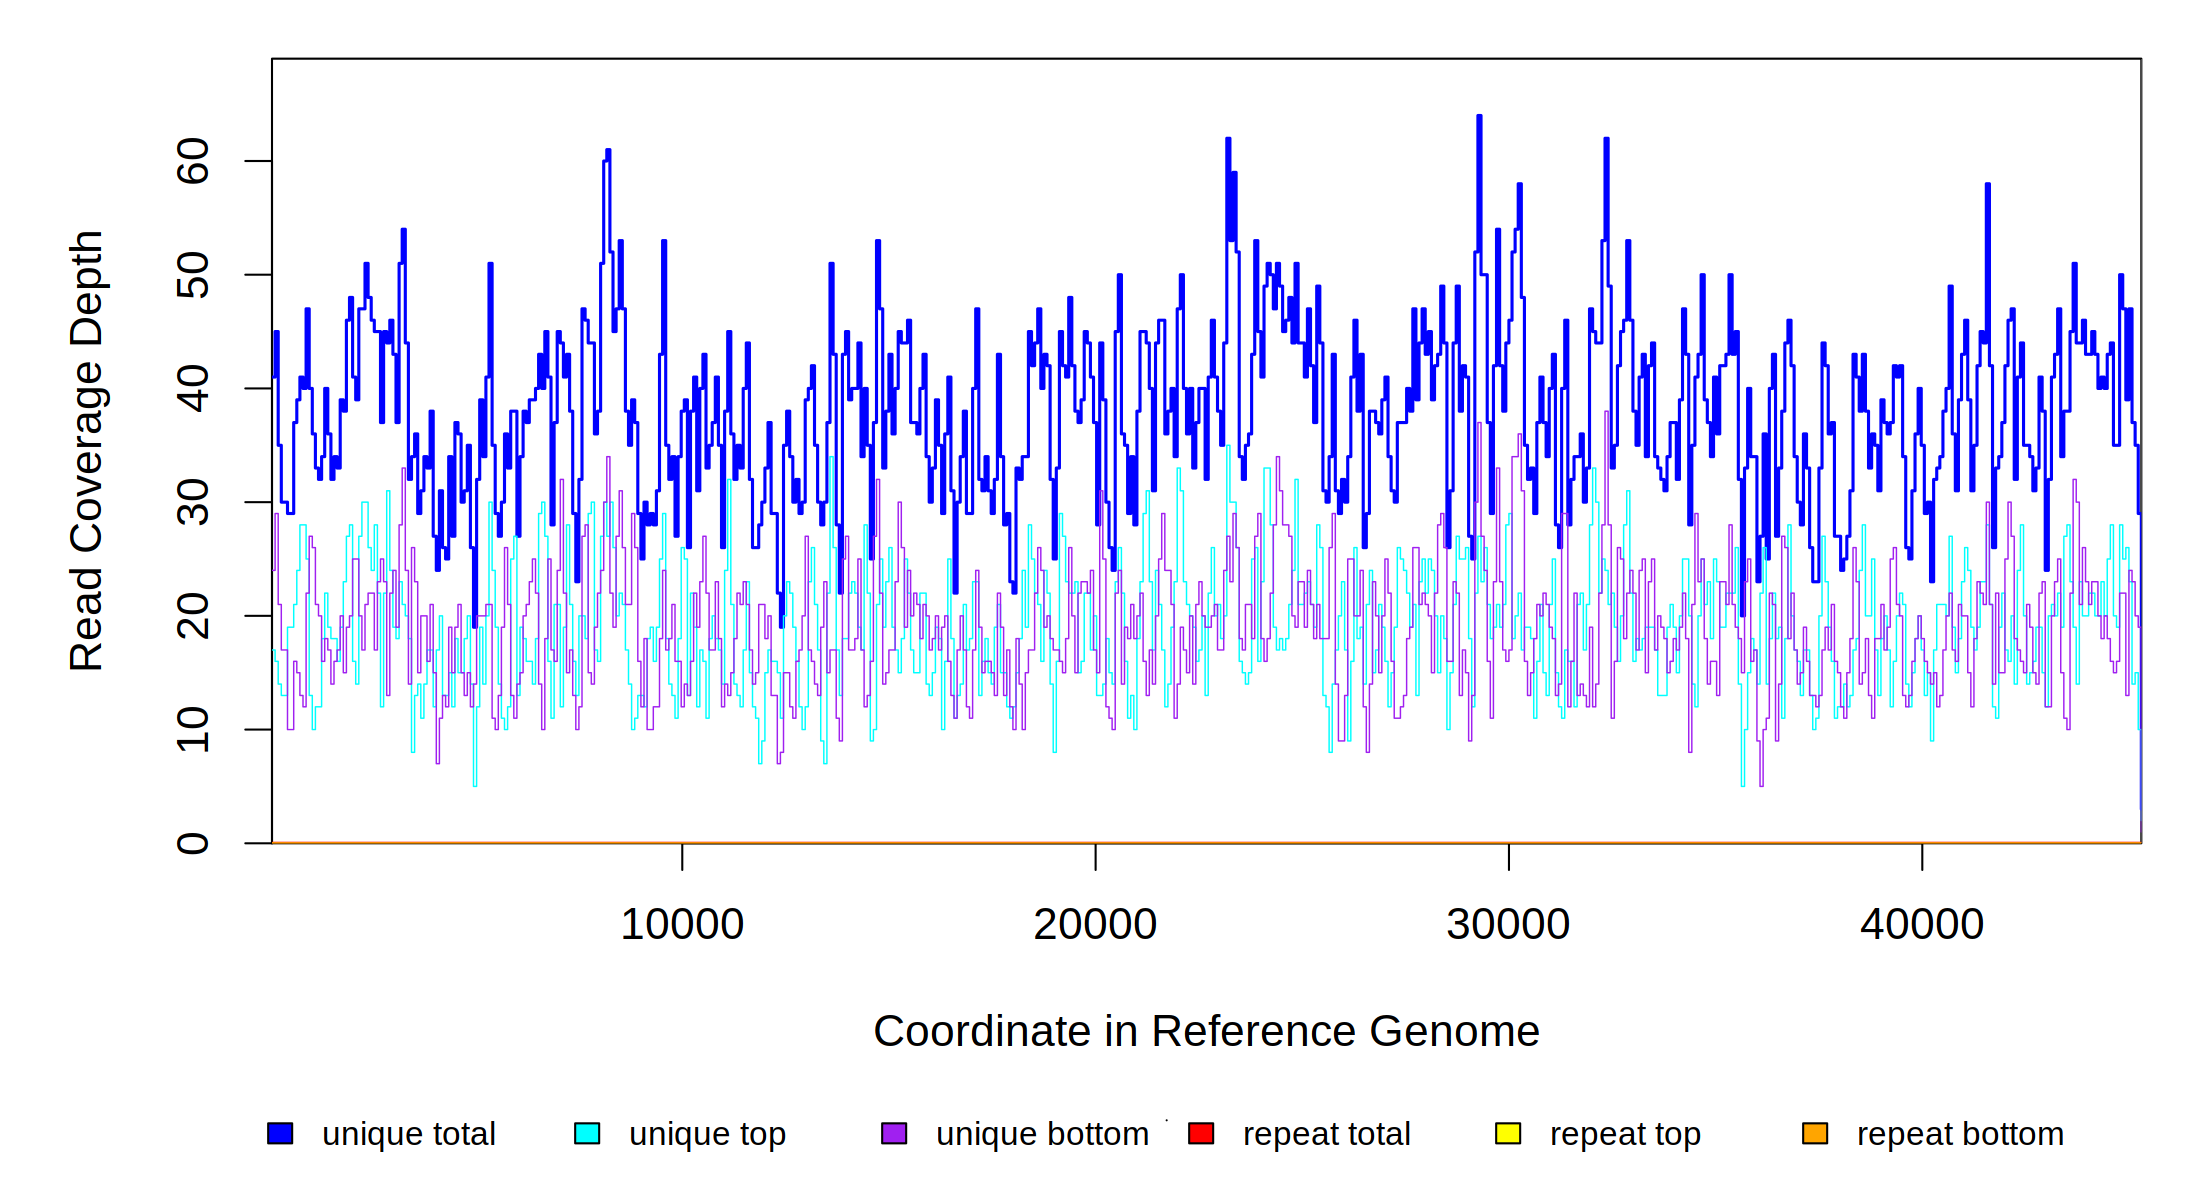 Read Coverage Depth
60
50
40
30
20
10
0
10000 20000 30000 40000
Coordinate in Reference Genome
unique total unique top unique bottom repeat total repeat top repeat bottom